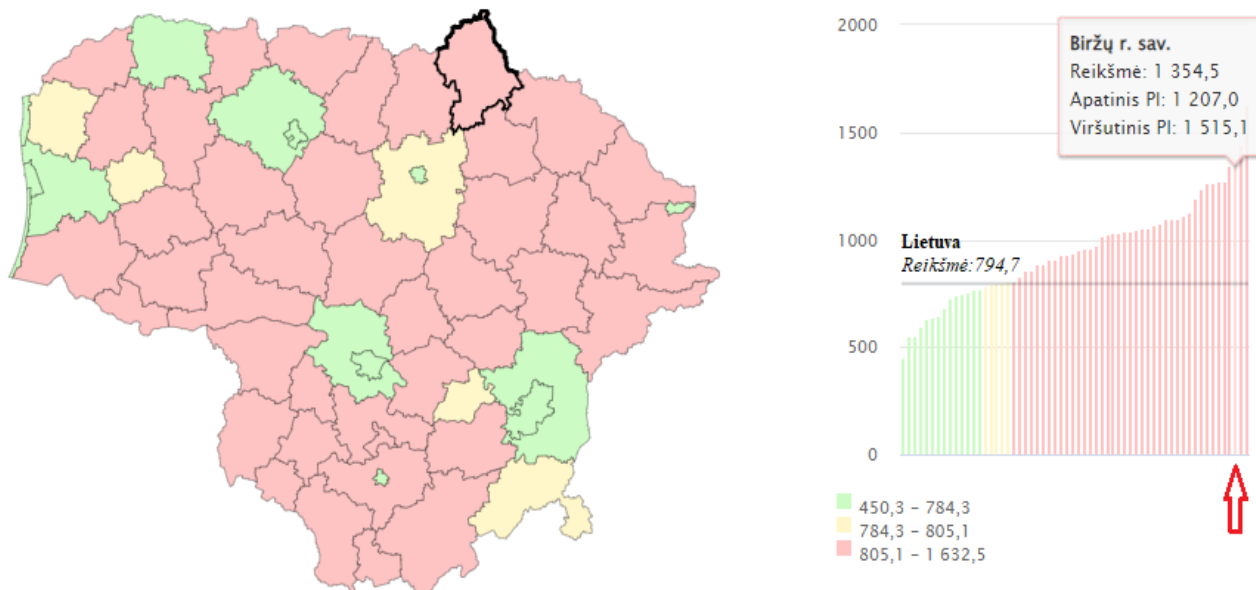 2000
Biržų r. sav.
Reikšmė: 1 354,5
Apatinis PI: 1 207,0
Viršutinis PI: 1 515,1
1500
1000
Lietuva
Reikšmė:794,7
500
0
450,3 – 784,3
784,3 – 805,1
805,1 – 1 632,5